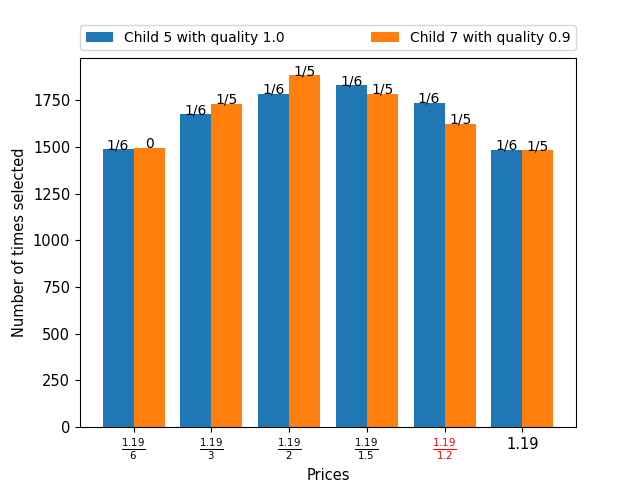 Child 5 with quality 1.0 Child 7 with quality 0.9
Number of times selected
1750
1500
1250
1000
750
500
250
0
1/6 0 1/6 1/5 1/6 1/5 1/6 1/5 1/6 1/5 1/6 1/5
1.19/6 1.19/3 1.19/2 1.19/1.5 1.19/1.2 1.19
Prices